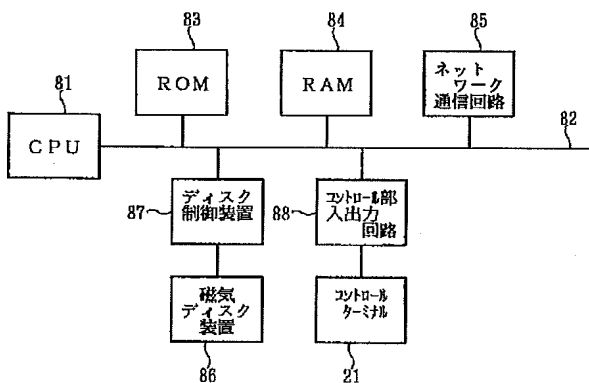 83
84
85
81
ROM
RAM
ネット
ワーク
通信回路
82
CPU
ディスク
制御装置
87
コントロール部
入出力
回路
88
磁気
ディスク
装置
コントロール
ターミナル
86
21